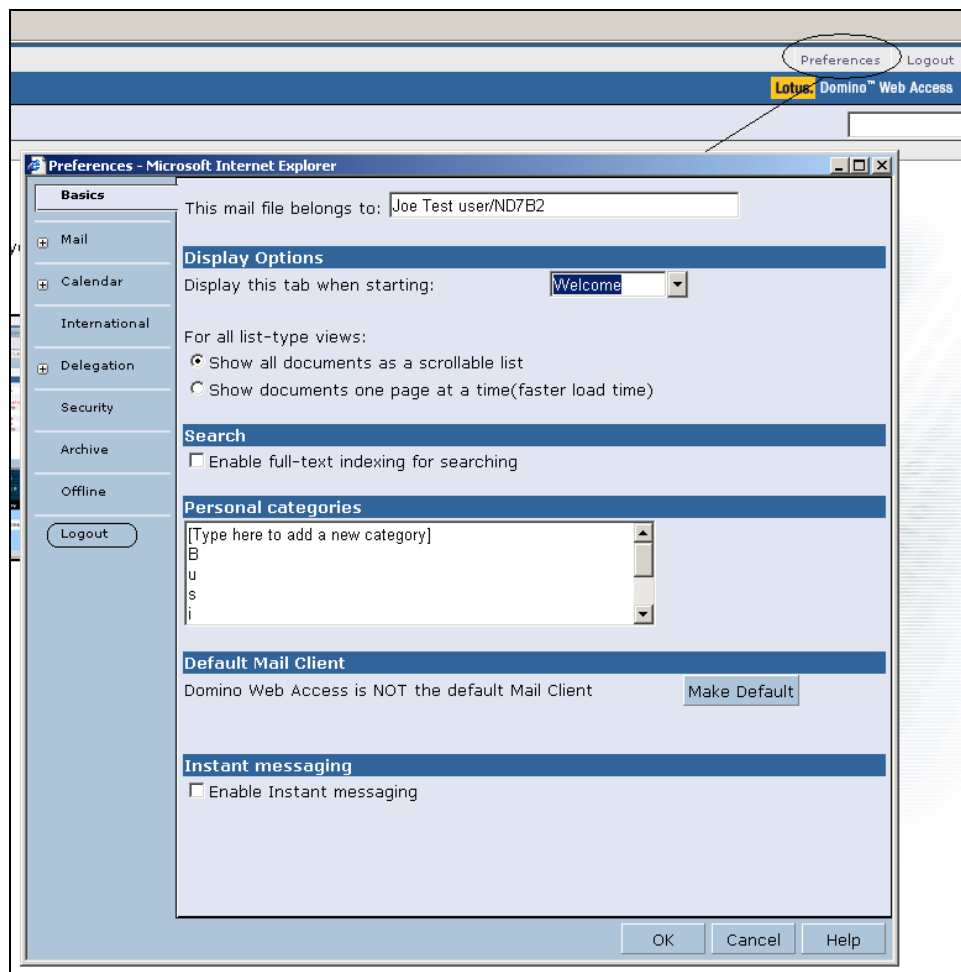 Preferences Logout
Lotus. Domino™ Web Access
Preferences - Microsoft Internet Explorer
Basics
Mail
Calendar
International
Delegation
Security
Archive
Offline
Logout
This mail file belongs to: Joe Test user/ND7B2
Display Options
Display this tab when starting: Welcome
For all list-type views:
Show all documents as a scrollable list
Show documents one page at a time(faster load time)
Search
Enable full-text indexing for searching
Personal categories
[Type here to add a new category]
B
u
s
i
Default Mail Client
Domino Web Access is NOT the default Mail Client Make Default
Instant messaging
Enable Instant messaging
OK Cancel Help